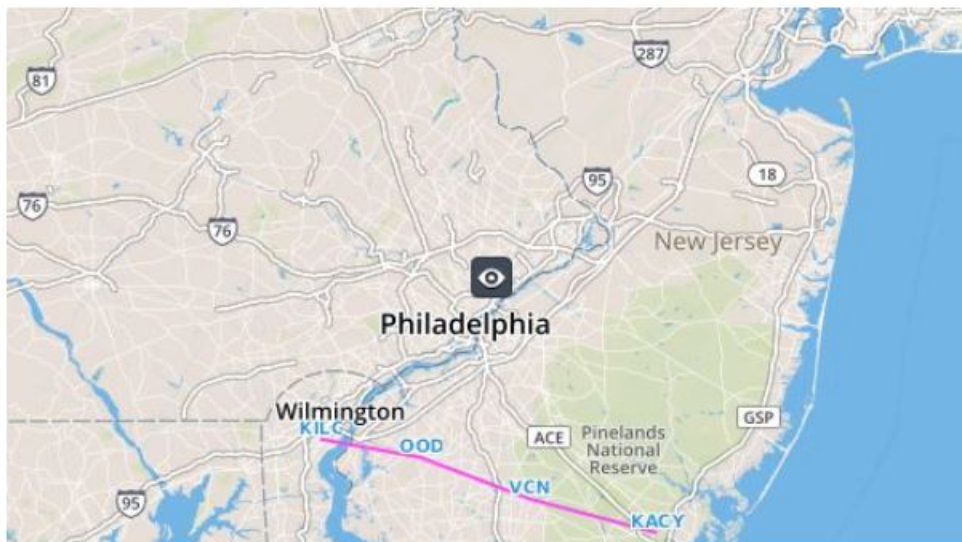 287
81
95
18
76
76
New Jersey
Philadelphia
Wilmington
KILG
OOD
ACE
Pinelands
National
Reserve
GSP
VCN
95
KACY